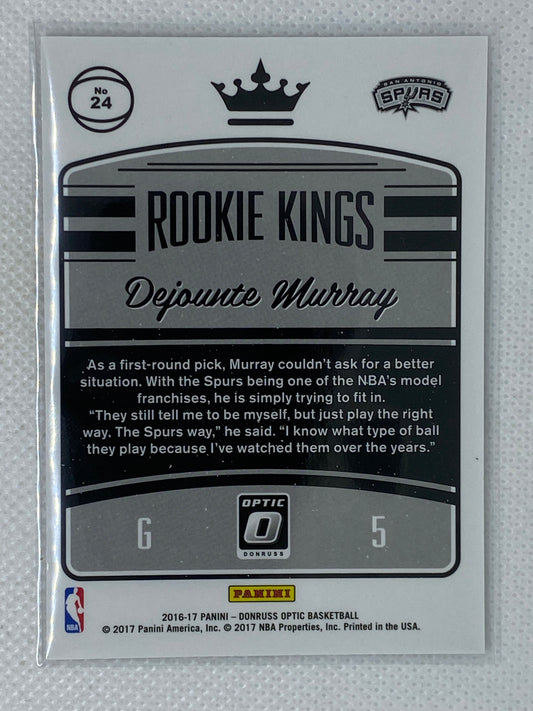 No
24
SAN ANTONIO
SPURS
ROOKIE KINGS
Dejounte Murray
As a first-round pick, Murray couldn't ask for a better
situation. With the Spurs being one of the NBA's model
franchises, he is simply trying to fit in.
“They still tell me to be myself, but just play the right
way. The Spurs way,” he said. “I know what type of ball
they play because I've watched them over the years.”
G
OPTIC
DONRUSS
5
PANINI
NBA
2016-17 PANINI – DONRUSS OPTIC BASKETBALL
© 2017 Panini America, Inc. © 2017 NBA Properties, Inc. Printed in the USA.